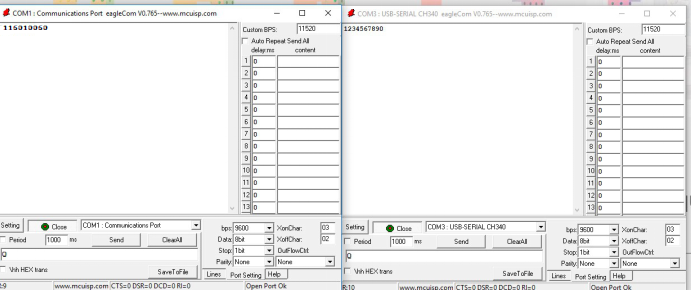 COM1 : Communications Port eagleCom V0.765--www.mcuisp.com
115010050
Custom BPS: 11520
Auto Repeat Send All
delay:ms content
1 0
2 0
3 0
4 0
5 0
6 0
7 0
8 0
9 0
10 0
11 0
12 0
13 0
Setting Close COM1 : Communications Port
Period 1000 ms Send ClearAll
Q
\hh HEX trans SaveToFile
bps: 9600 XonChar: 03
Data: 8bit XoffChar: 02
Stop: 1bit OutFlowCtrl:
Parity: None None
Lines Port Setting Help
:9 www.mcuisp.com CTS=0 DSR=0 DCD=0 RI=0 Open Port Ok
COM3 : USB-SERIAL CH340 eagleCom V0.765--www.mcuisp.com
1234567890
Custom BPS: 11520
Auto Repeat Send All
delay:ms content
1 0
2 0
3 0
4 0
5 0
6 0
7 0
8 0
9 0
10 0
11 0
12 0
13 0
Setting Close COM3 : USB-SERIAL CH340
Period 1000 ms Send ClearAll
Q
\hh HEX trans SaveToFile
bps: 9600 XonChar: 03
Data: 8bit XoffChar: 02
Stop: 1bit OutFlowCtrl:
Parity: None None
Lines Port Setting Help
R:10 www.mcuisp.com CTS=0 DSR=0 DCD=0 RI=0 Open Port Ok